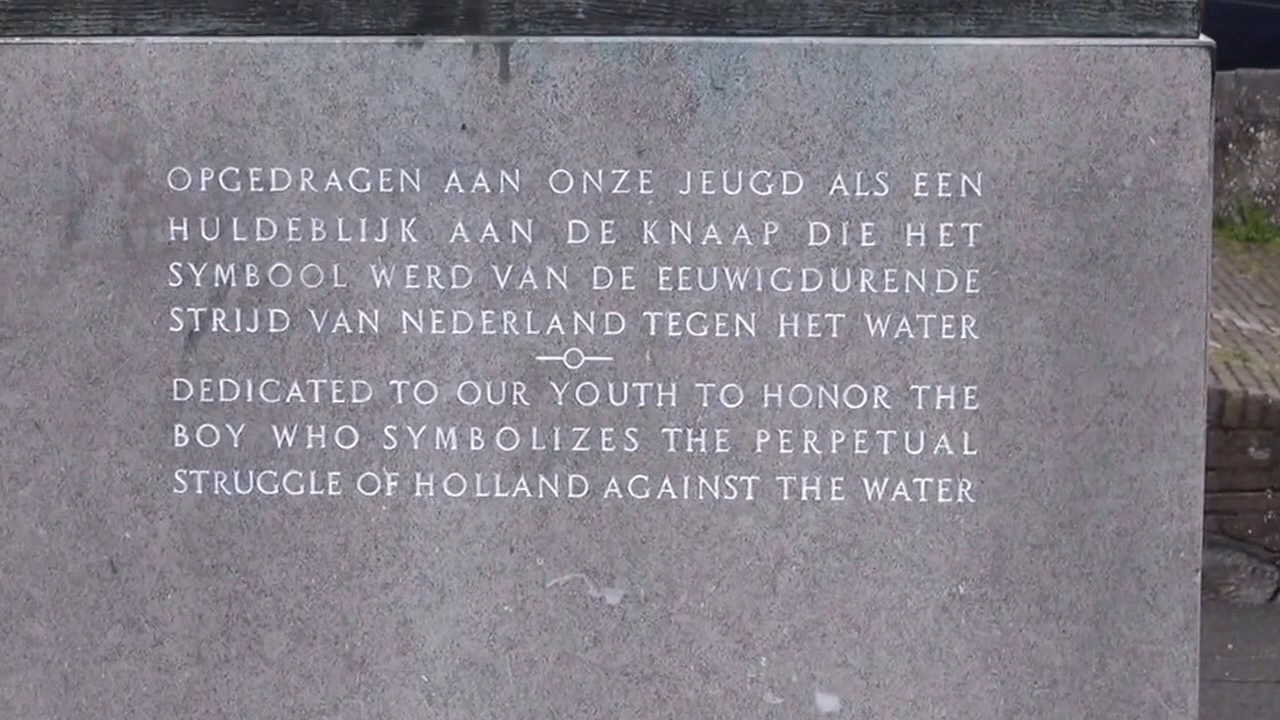 OPGEDRAGEN AAN ONZE JEUGD ALS EEN
HULDEBLIJK AAN DE KNAAP DIE HET
SYMBOOL WERD VAN DE EEUWIGDURENDE
STRIJD VAN NEDERLAND TEGEN HET WATER
DEDICATED TO OUR YOUTH TO HONOR THE
BOY WHO SYMBOLIZES THE PERPETUAL
STRUGGLE OF HOLLAND AGAINST THE WATER